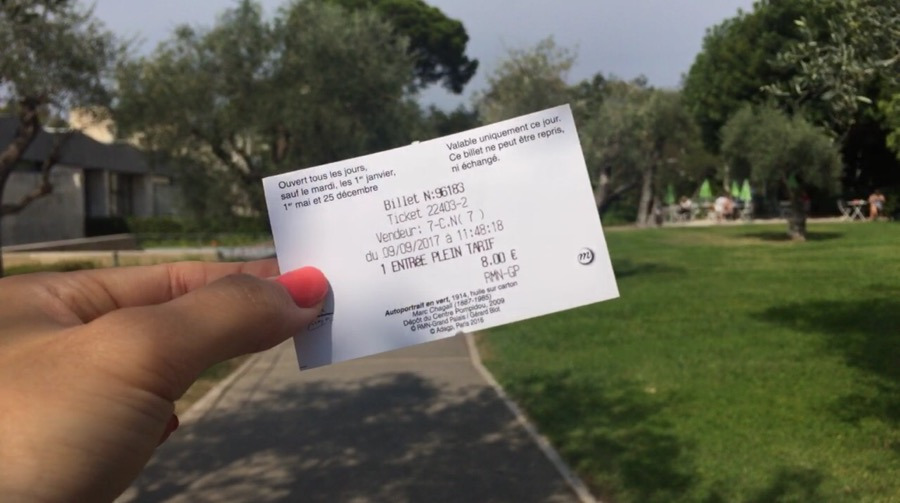 Ouvert tous les jours,
sauf le mardi, les 1er janvier,
1er mai et 25 décembre
Valable uniquement ce jour.
Ce billet ne peut être repris,
ni échangé.
Billet N:96183
Ticket 22403-2
Vendeur: 7-C.N( 7 )
du 09/09/2017 à 11:48:18
1 ENTRéE PLEIN TARIF
8.00 €
RMN-GP
m
Autoportrait en vert, 1914, huile sur carton
Marc Chagall (1887-1985)
Dépôt du Centre Pompidou, 2009
© RMN-Grand Palais / Gérard Blot
© Adagp, Paris 2016